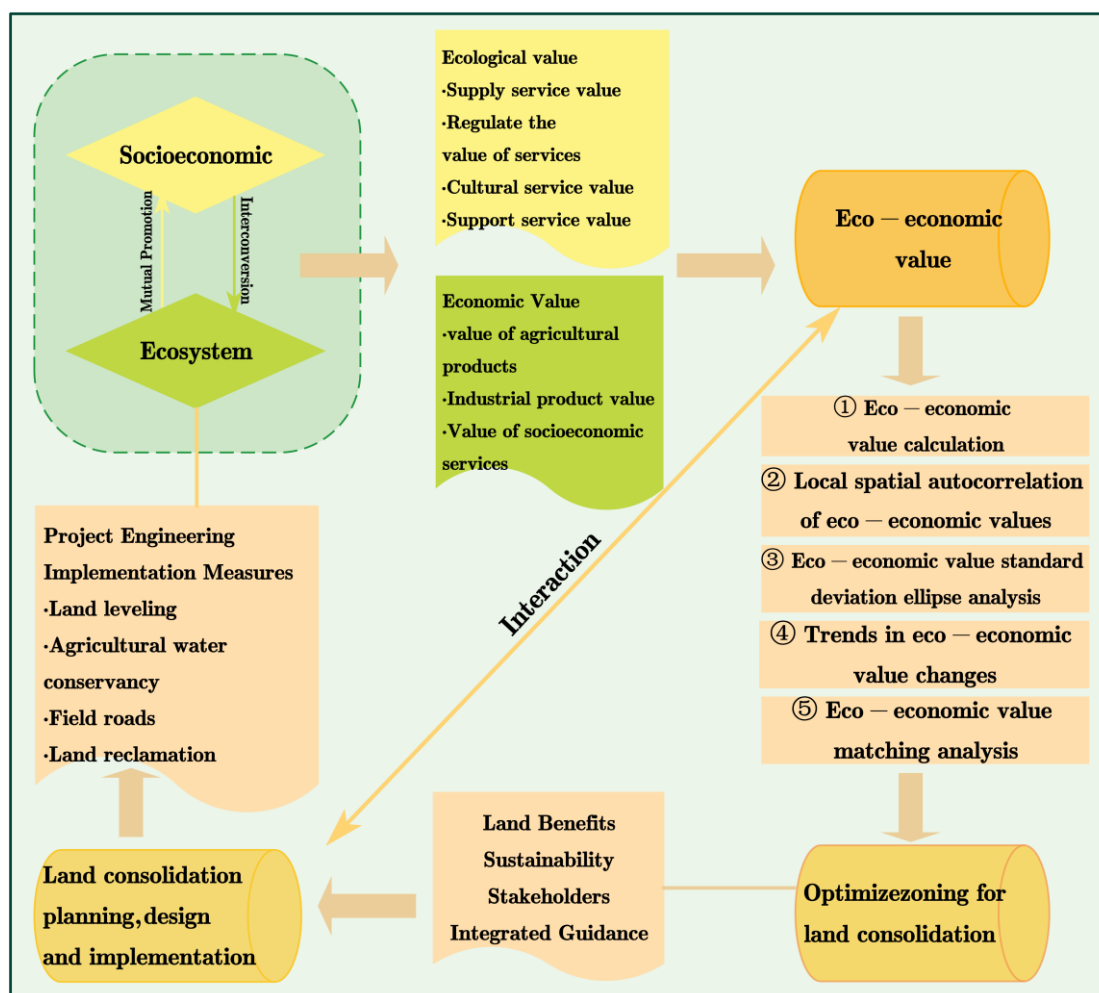 Socioeconomic
Mutual Promotion
Interconversion
Ecosystem
Ecological value
·Supply service value
·Regulate the
value of services
·Cultural service value
·Support service value
Economic Value
·value of agricultural
products
·Industrial product value
·Value of socioeconomic
services
Eco – economic
value
① Eco – economic
value calculation
② Local spatial autocorrelation
of eco – economic values
③ Eco – economic value standard
deviation ellipse analysis
④ Trends in eco – economic
value changes
⑤ Eco – economic value
matching analysis
Interaction
Project Engineering
Implementation Measures
·Land leveling
·Agricultural water
conservancy
·Field roads
·Land reclamation
Land consolidation
planning,design
and implementation
Land Benefits
Sustainability
Stakeholders
Integrated Guidance
Optimizezoning for
land consolidation